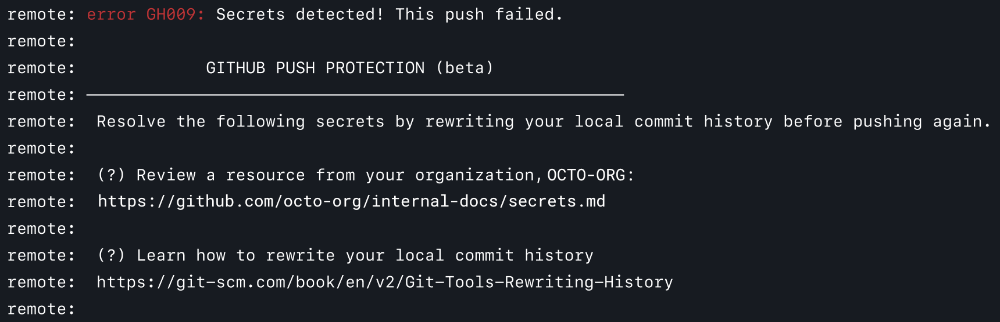 remote: error GH009: Secrets detected! This push failed.
remote:
remote: GITHUB PUSH PROTECTION (beta)
remote: ——————————————————————————————————————————————————————
remote: Resolve the following secrets by rewriting your local commit history before pushing again.
remote:
remote: (?) Review a resource from your organization, OCTO-ORG:
remote: https://github.com/octo-org/internal-docs/secrets.md
remote:
remote: (?) Learn how to rewrite your local commit history
remote: https://git-scm.com/book/en/v2/Git-Tools-Rewriting-History
remote: